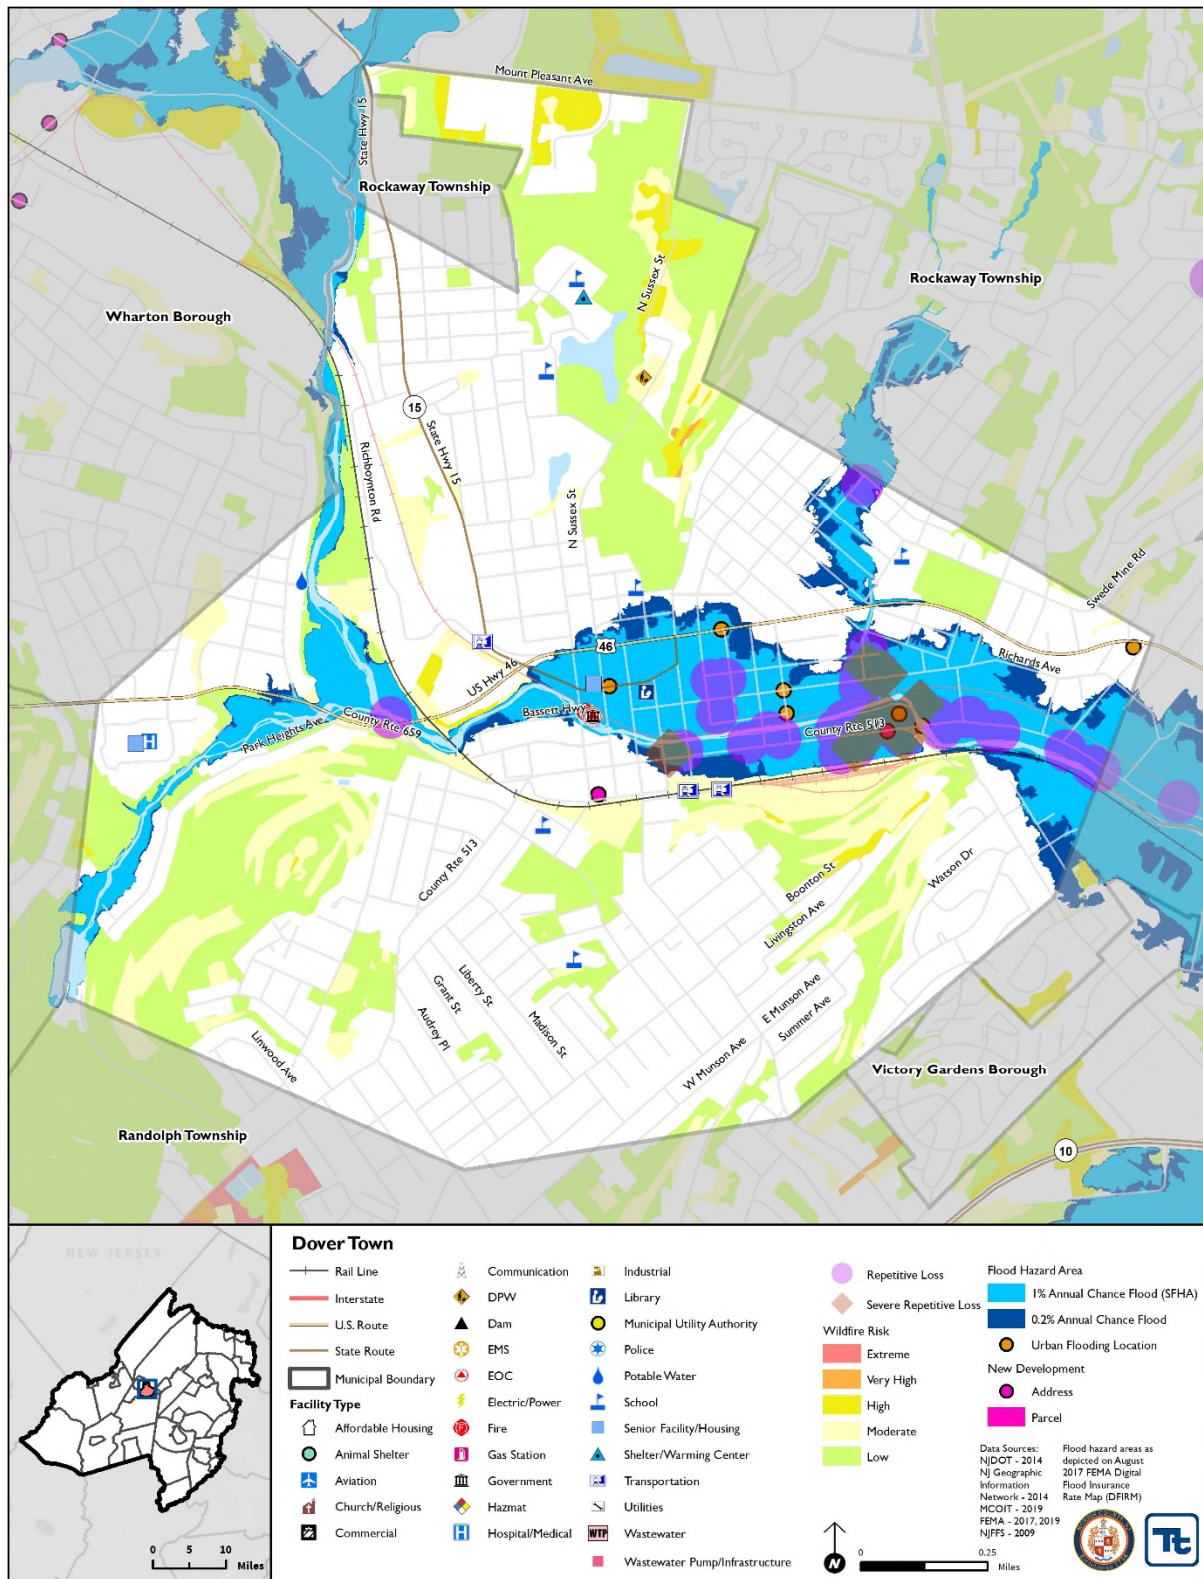 Mount Pleasant Ave
State Hwy 15
Rockaway Township
Rockaway Township
N Sussex St
Wharton Borough
15
State Hwy 15
Richboynton Rd
N Sussex St
Swede Mine Rd
46
US Hwy 46
Richards Ave
Bassett Hwy
County Rte 659
Park Heights Ave
County Rte 513
County Rte 513
Boonton St
Watson Dr
Livingston Ave
Liberty St
Grant St
Audrey Pl
Madison St
E Munson Ave
Summer Ave
W Munson Ave
Linwood Ave
Victory Gardens Borough
Randolph Township
10
NEW JERSEY
0 5 10
Miles
Dover Town
Rail Line
Interstate
U.S. Route
State Route
Municipal Boundary
Facility Type
Affordable Housing
Animal Shelter
Aviation
Church/Religious
Commercial
Communication
DPW
Dam
EMS
EOC
Electric/Power
Fire
Gas Station
Government
Hazmat
Hospital/Medical
Industrial
Library
Municipal Utility Authority
Police
Potable Water
School
Senior Facility/Housing
Shelter/Warming Center
Transportation
Utilities
WTP Wastewater
Wastewater Pump/Infrastructure
Repetitive Loss
Severe Repetitive Loss
Wildfire Risk
Extreme
Very High
High
Moderate
Low
Flood Hazard Area
1% Annual Chance Flood (SFHA)
0.2% Annual Chance Flood
Urban Flooding Location
New Development
Address
Parcel
Data Sources:
NJDOT - 2014
NJ Geographic
Information
Network - 2014
MCOIT - 2019
FEMA - 2017, 2019
NJFFS - 2009
Flood hazard areas as
depicted on August
2017 FEMA Digital
Flood Insurance
Rate Map (DFIRM)
N
0 0.25
Miles
Tt